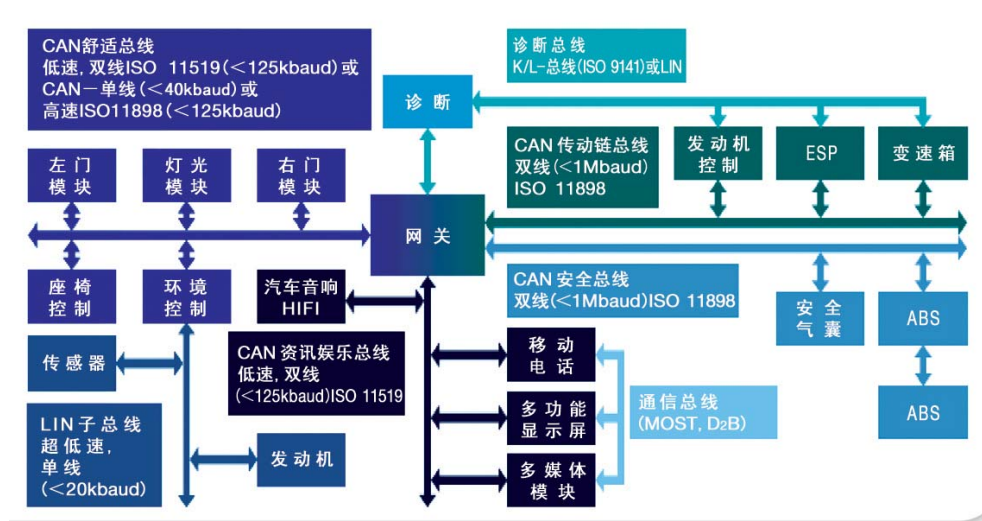 CAN舒适总线
低速,双线ISO 11519(<125kbaud)或
CAN－单线(<40kbaud)或
高速ISO11898(<125kbaud)
诊断总线
K/L-总线(ISO 9141)或LIN
诊断
CAN 传动链总线
双线(<1Mbaud)
ISO 11898
发动机
控制
ESP
变速箱
左门
模块
灯光
模块
右门
模块
网关
座椅
控制
环境
控制
汽车音响
HIFI
CAN 安全总线
双线(<1Mbaud)ISO 11898
安全
气囊
ABS
传感器
CAN 资讯娱乐总线
低速,双线
(<125kbaud)ISO 11519
移动
电话
多功能
显示屏
多媒体
模块
通信总线
(MOST, D2B)
ABS
LIN子总线
超低速,
单线
(<20kbaud)
发动机